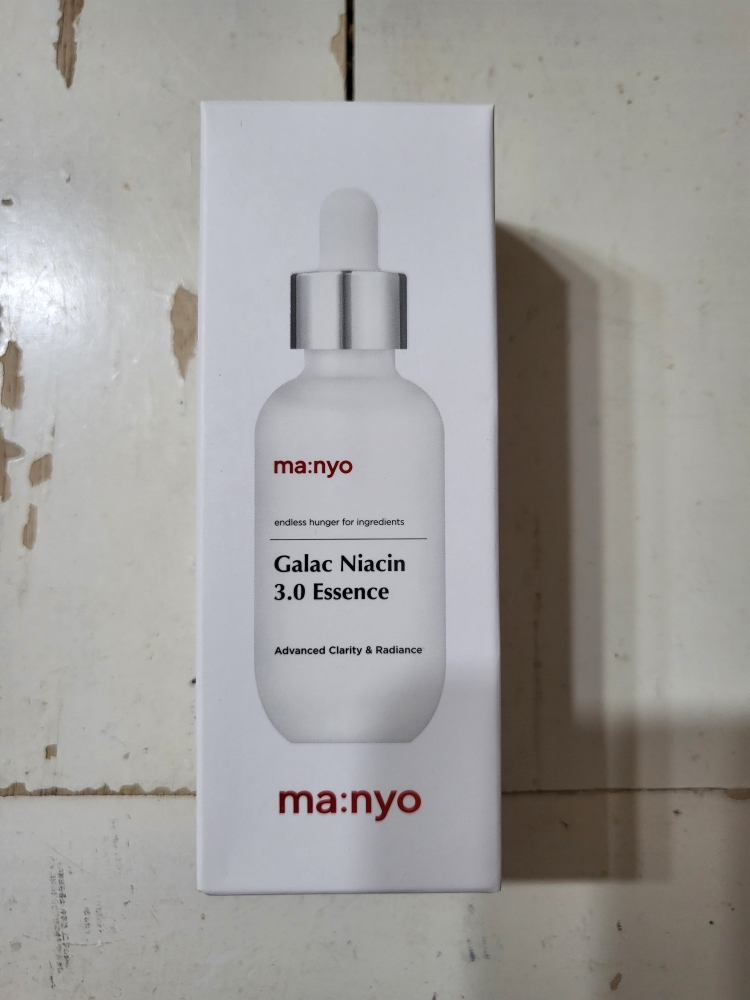 ma:nyo
endless hunger for ingredients
Galac Niacin
3.0 Essence
Advanced Clarity & Radiance
ma:nyo